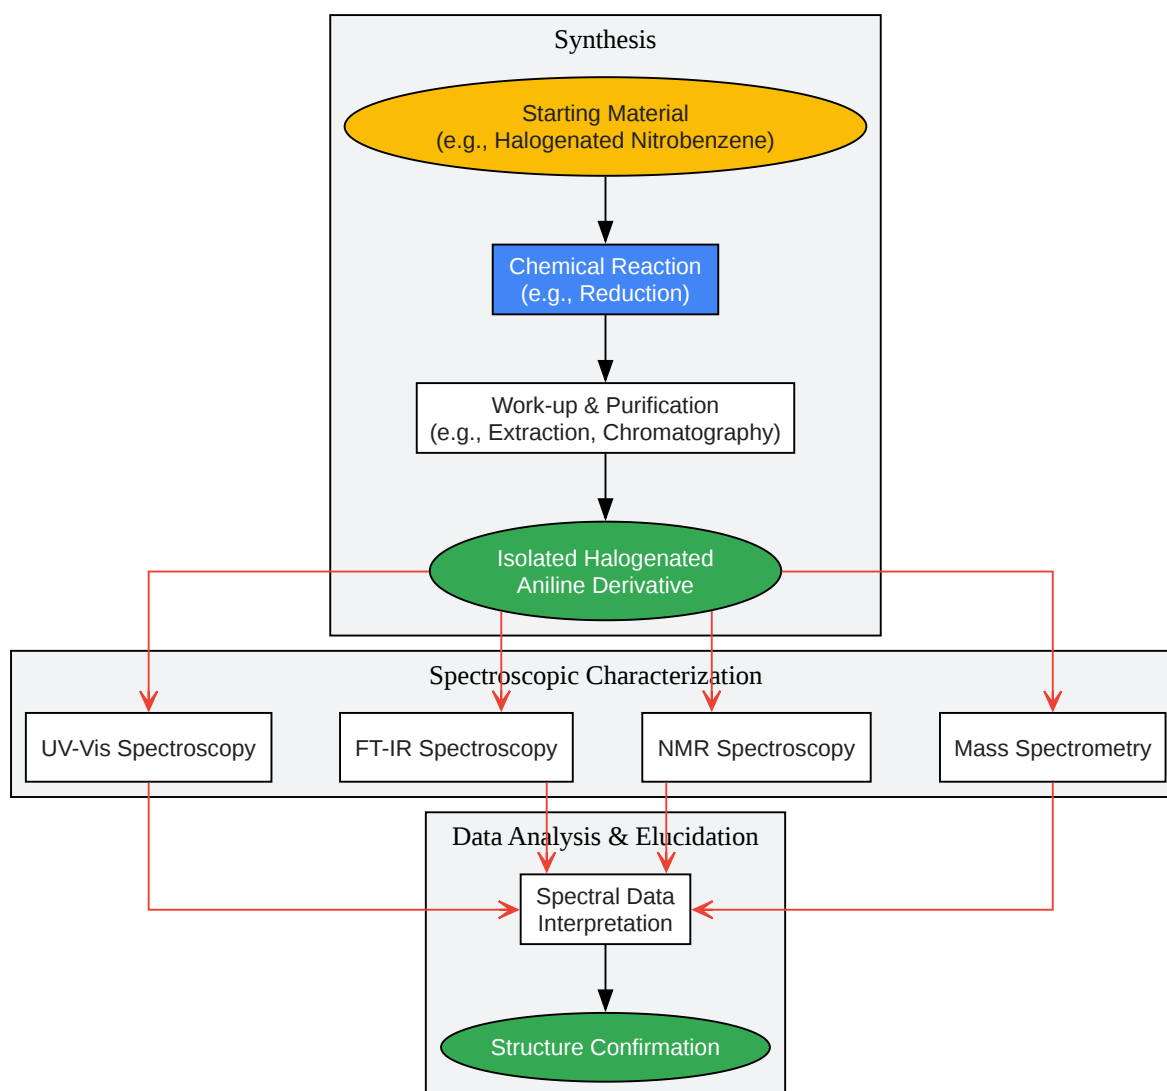 Synthesis
Starting Material
(e.g., Halogenated Nitrobenzene)
Chemical Reaction
(e.g., Reduction)
Work-up & Purification
(e.g., Extraction, Chromatography)
Isolated Halogenated
Aniline Derivative
Spectroscopic Characterization
UV-Vis Spectroscopy
FT-IR Spectroscopy
NMR Spectroscopy
Mass Spectrometry
Data Analysis & Elucidation
Spectral Data
Interpretation
Structure Confirmation